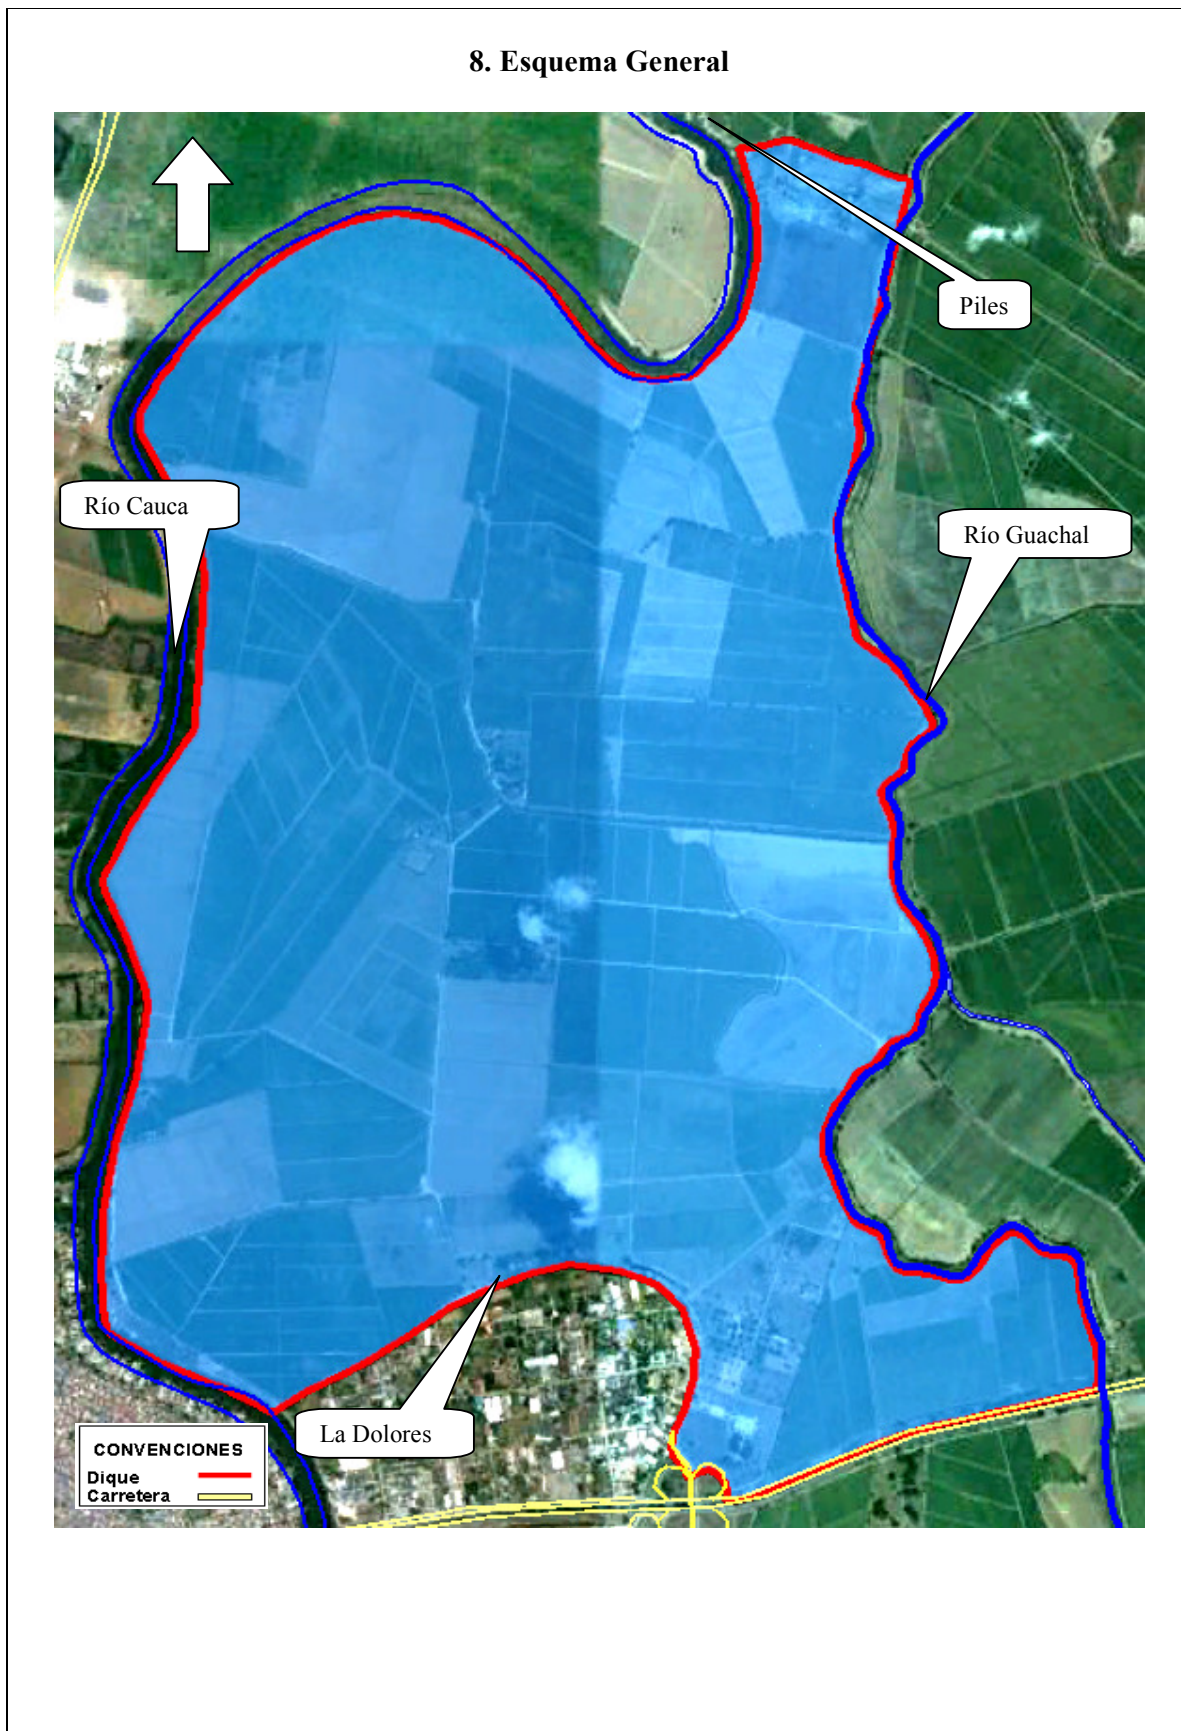 8. Esquema General
Piles
Río Cauca
Río Guachal
La Dolores
CONVENCIONES
Dique
Carretera